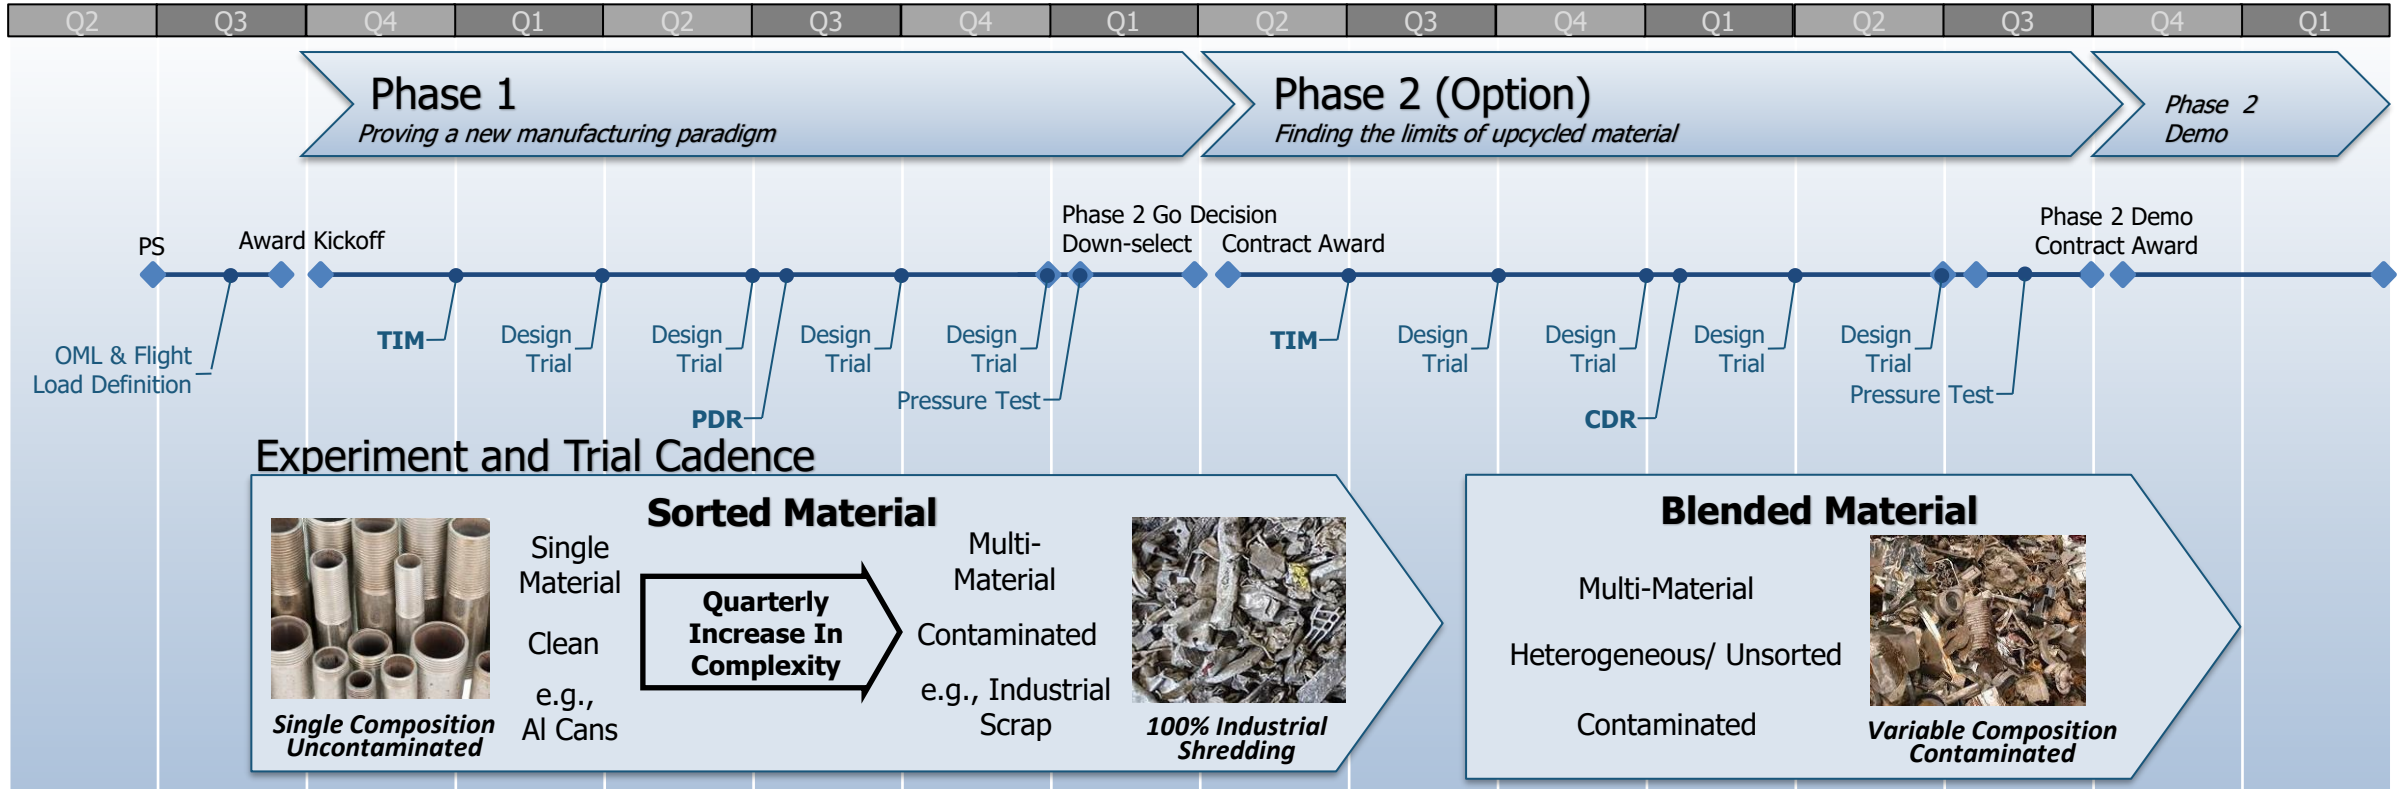 Q2 Q3 Q4 Q1 Q2 Q3 Q4 Q1 Q2 Q3 Q4 Q1 Q2 Q3 Q4 Q1
Phase 1
Proving a new manufacturing paradigm
Phase 2 (Option)
Finding the limits of upcycled material
Phase 2
Demo
PS
Award Kickoff
Phase 2 Go Decision
Down-select
Contract Award
Phase 2 Demo
Contract Award
OML & Flight
Load Definition
TIM
Design
Trial
Design
Trial
PDR
Design
Trial
Design
Trial
Pressure Test
TIM
Design
Trial
Design
Trial
CDR
Design
Trial
Design
Trial
Pressure Test
Experiment and Trial Cadence
Sorted Material
Single Composition
Uncontaminated
Single
Material
Clean
e.g.,
Al Cans
Quarterly
Increase In
Complexity
Multi-
Material
Contaminated
e.g., Industrial
Scrap
100% Industrial
Shredding
Blended Material
Multi-Material
Heterogeneous/ Unsorted
Contaminated
Variable Composition
Contaminated